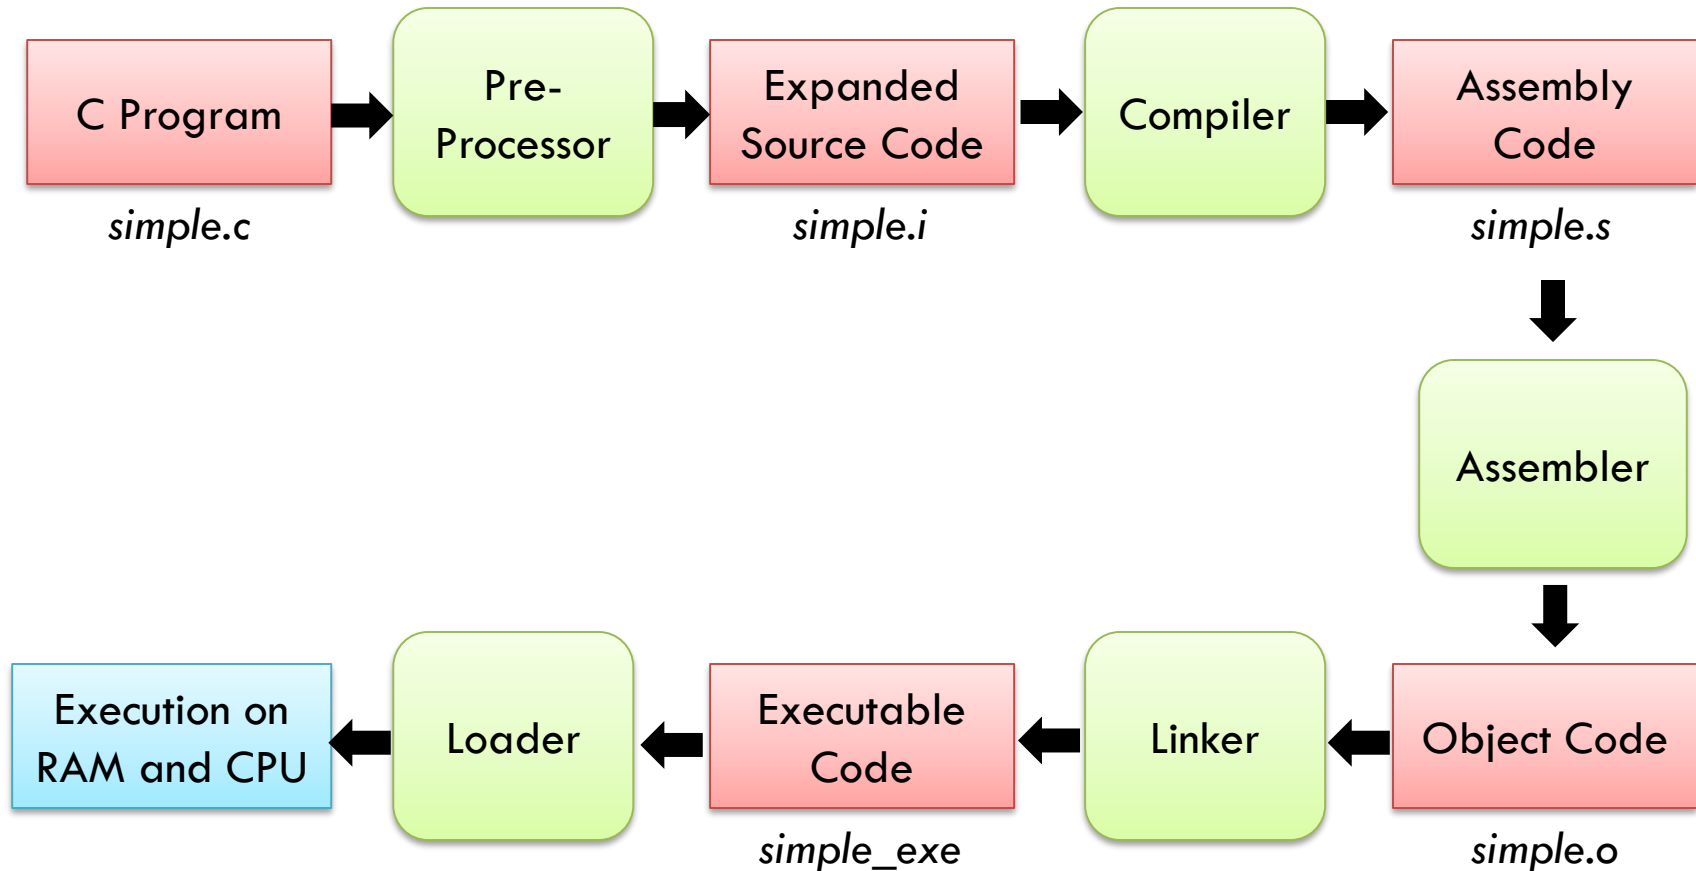 C Program
simple.c
Pre-
Processor
Expanded
Source Code
simple.i
Compiler
Assembly
Code
simple.s
Assembler
Object Code
simple.o
Linker
Executable
Code
simple_exe
Loader
Execution on
RAM and CPU